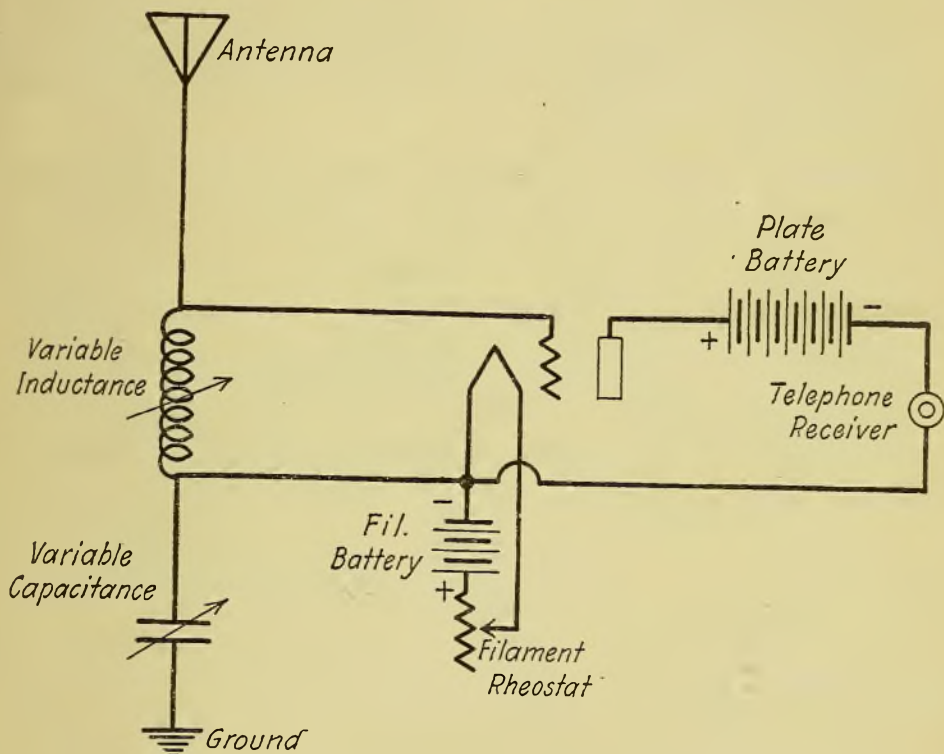 Antenna
Plate
Battery
-
+
Variable
Inductance
Telephone
Receiver
-
Fil.
Battery
+
Variable
Capacitance
Filament
Rheostat
Ground